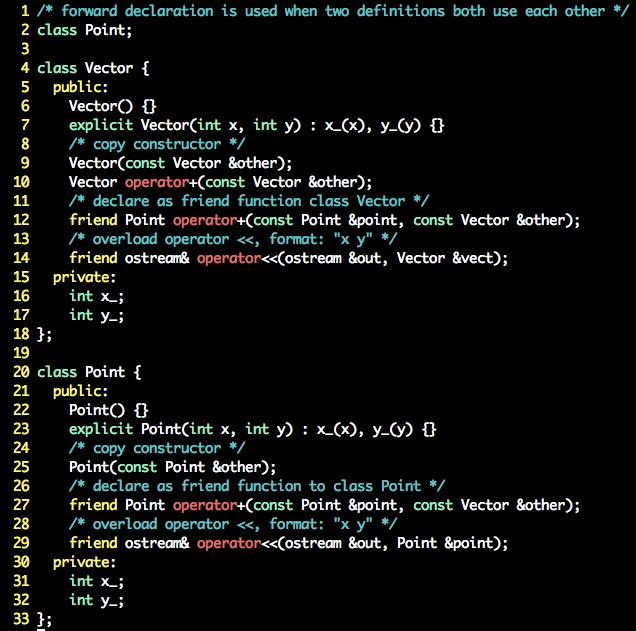 1 /* forward declaration is used when two definitions both use each other */
2 class Point;
3
4 class Vector {
5   public:
6     Vector() {}
7     explicit Vector(int x, int y) : x_(x), y_(y) {}
8     /* copy constructor */
9     Vector(const Vector &other);
10     Vector operator+(const Vector &other);
11     /* declare as friend function class Vector */
12     friend Point operator+(const Point &point, const Vector &other);
13     /* overload operator <<, format: "x y" */
14     friend ostream& operator<<(ostream &out, Vector &vect);
15   private:
16     int x_;
17     int y_;
18 };
19
20 class Point {
21   public:
22     Point() {}
23     explicit Point(int x, int y) : x_(x), y_(y) {}
24     /* copy constructor */
25     Point(const Point &other);
26     /* declare as friend function to class Point */
27     friend Point operator+(const Point &point, const Vector &other);
28     /* overload operator <<, format: "x y" */
29     friend ostream& operator<<(ostream &out, Point &point);
30   private:
31     int x_;
32     int y_;
33 };